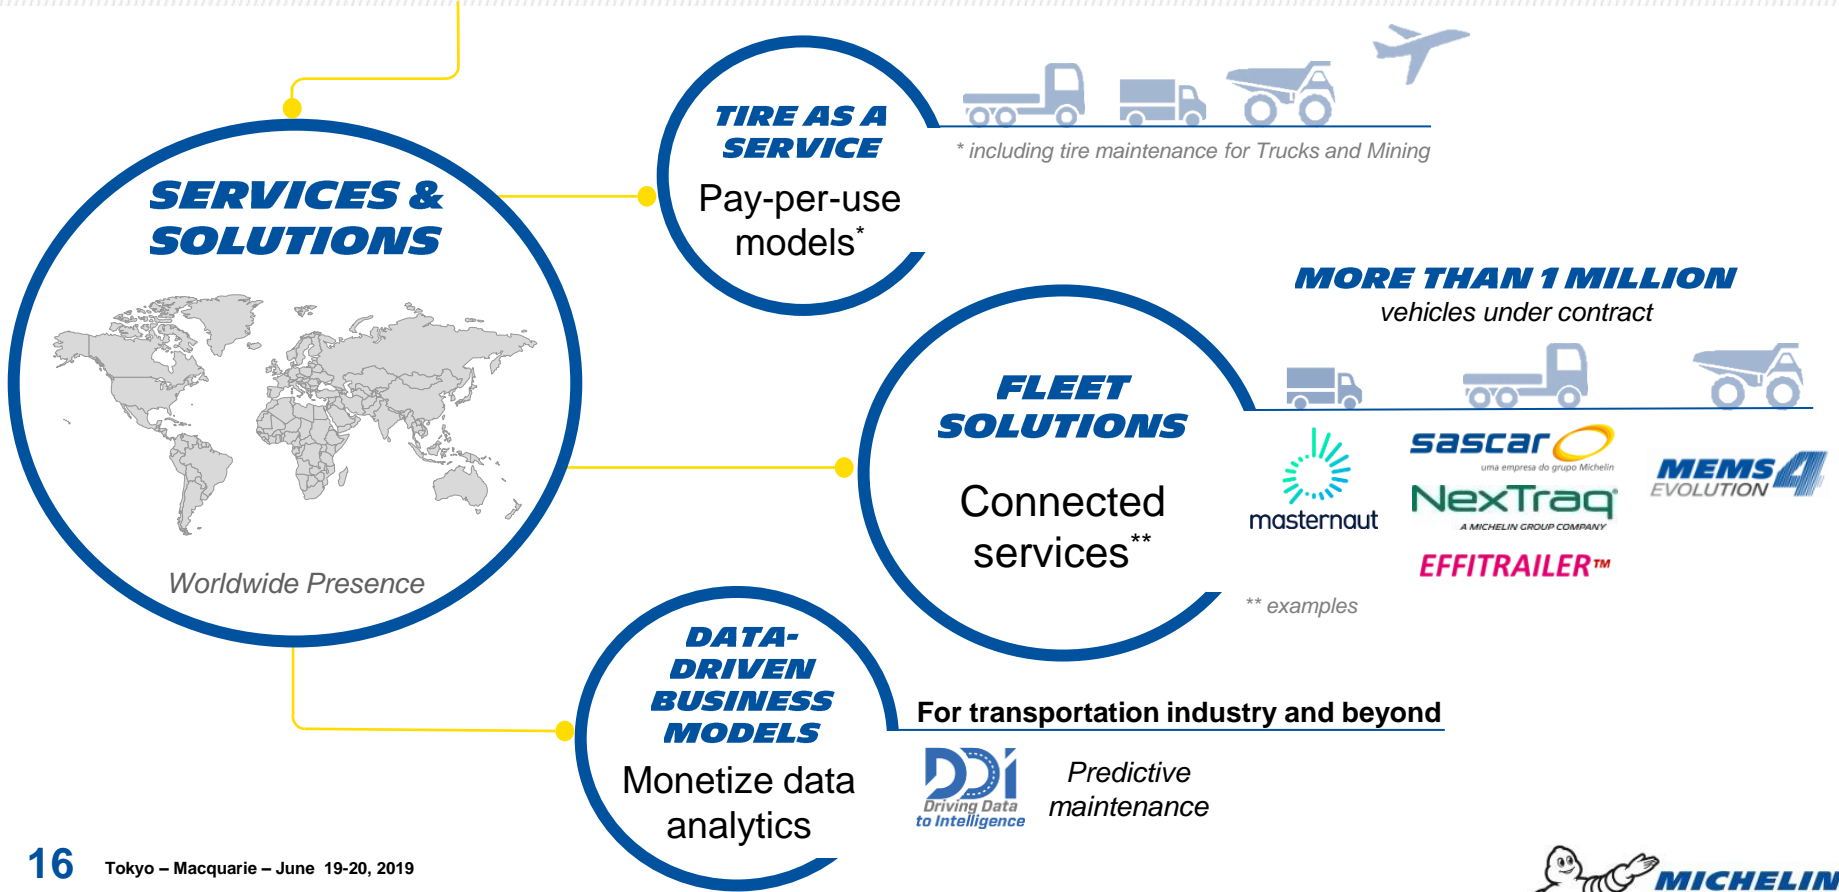 SERVICES &
SOLUTIONS
Worldwide Presence
TIRE AS A
SERVICE
Pay-per-use
models*
* including tire maintenance for Trucks and Mining
MORE THAN 1 MILLION
vehicles under contract
FLEET
SOLUTIONS
Connected
services**
masternaut
sascar
uma empresa do grupo Michelin
NexTraq®
A MICHELIN GROUP COMPANY
EFFITRAILER™
MEMS 4
EVOLUTION
** examples
DATA-
DRIVEN
BUSINESS
MODELS
Monetize data
analytics
For transportation industry and beyond
DDi
Driving Data
to Intelligence
Predictive
maintenance
16 Tokyo – Macquarie – June 19-20, 2019
MICHELIN